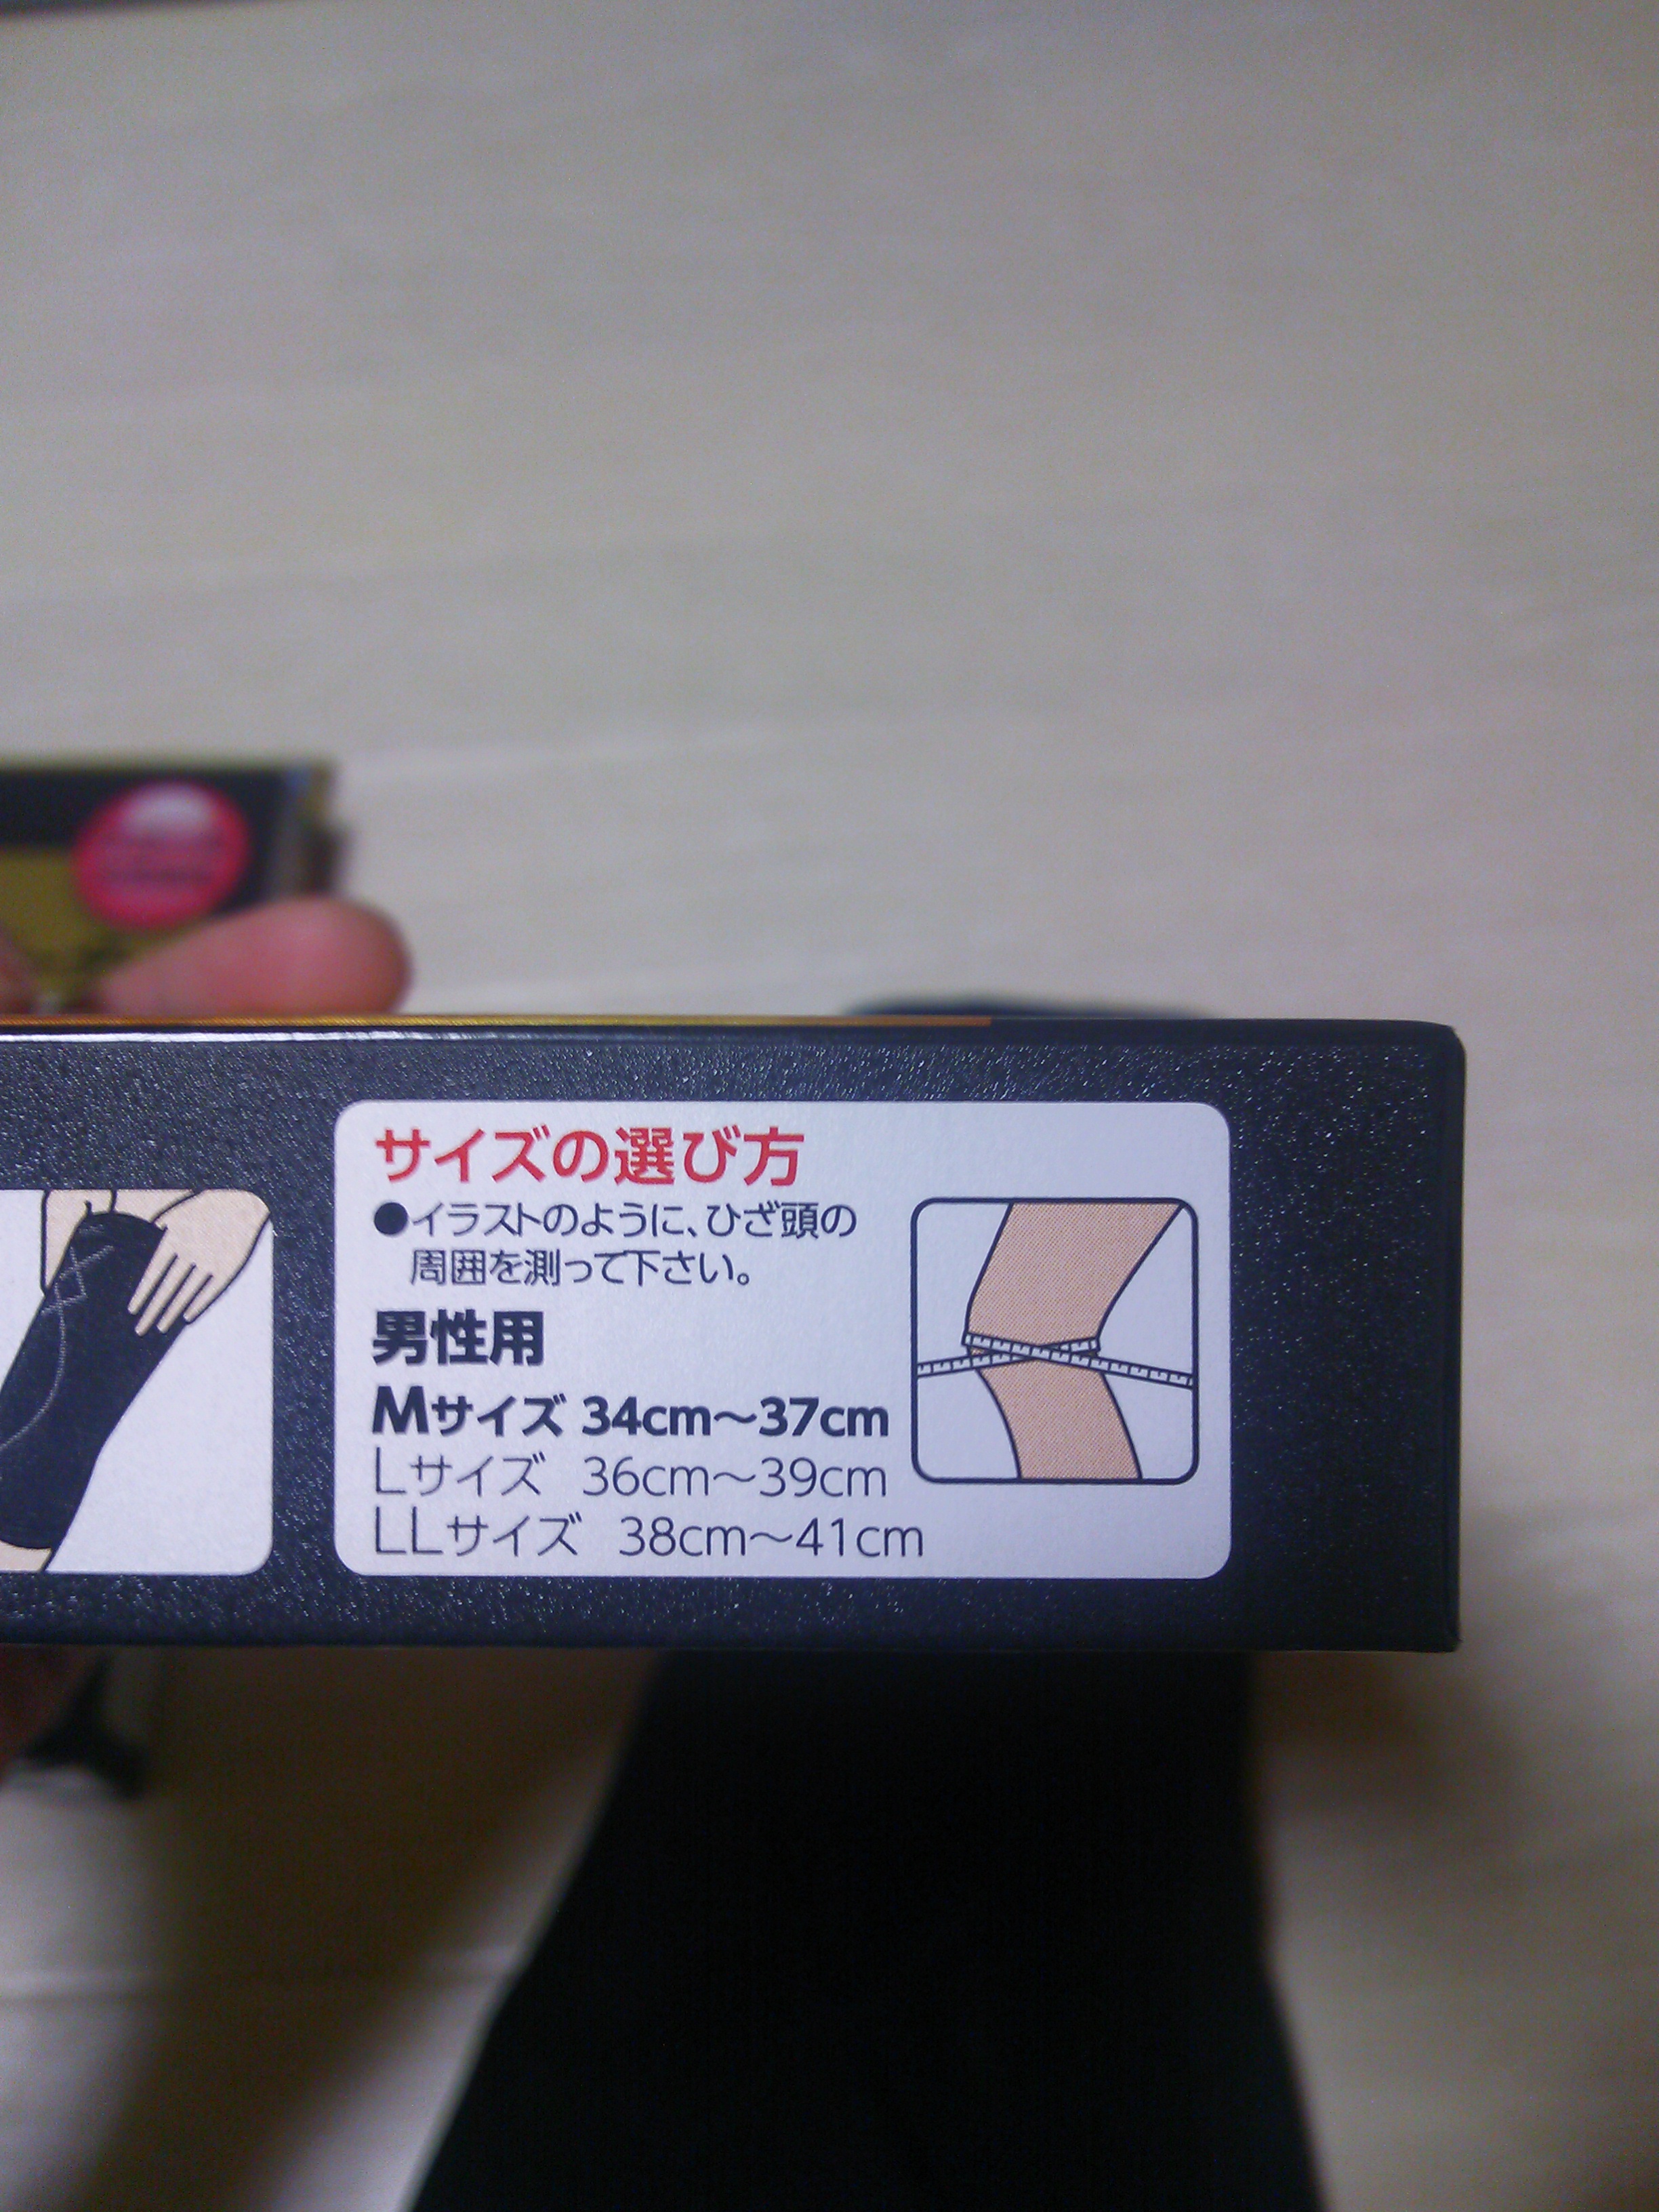 サイズの選び方
●イラストのように、ひざ頭の
周囲を測って下さい。
男性用
Mサイズ 34cm～37cm
Lサイズ 36cm～39cm
LLサイズ 38cm～41cm